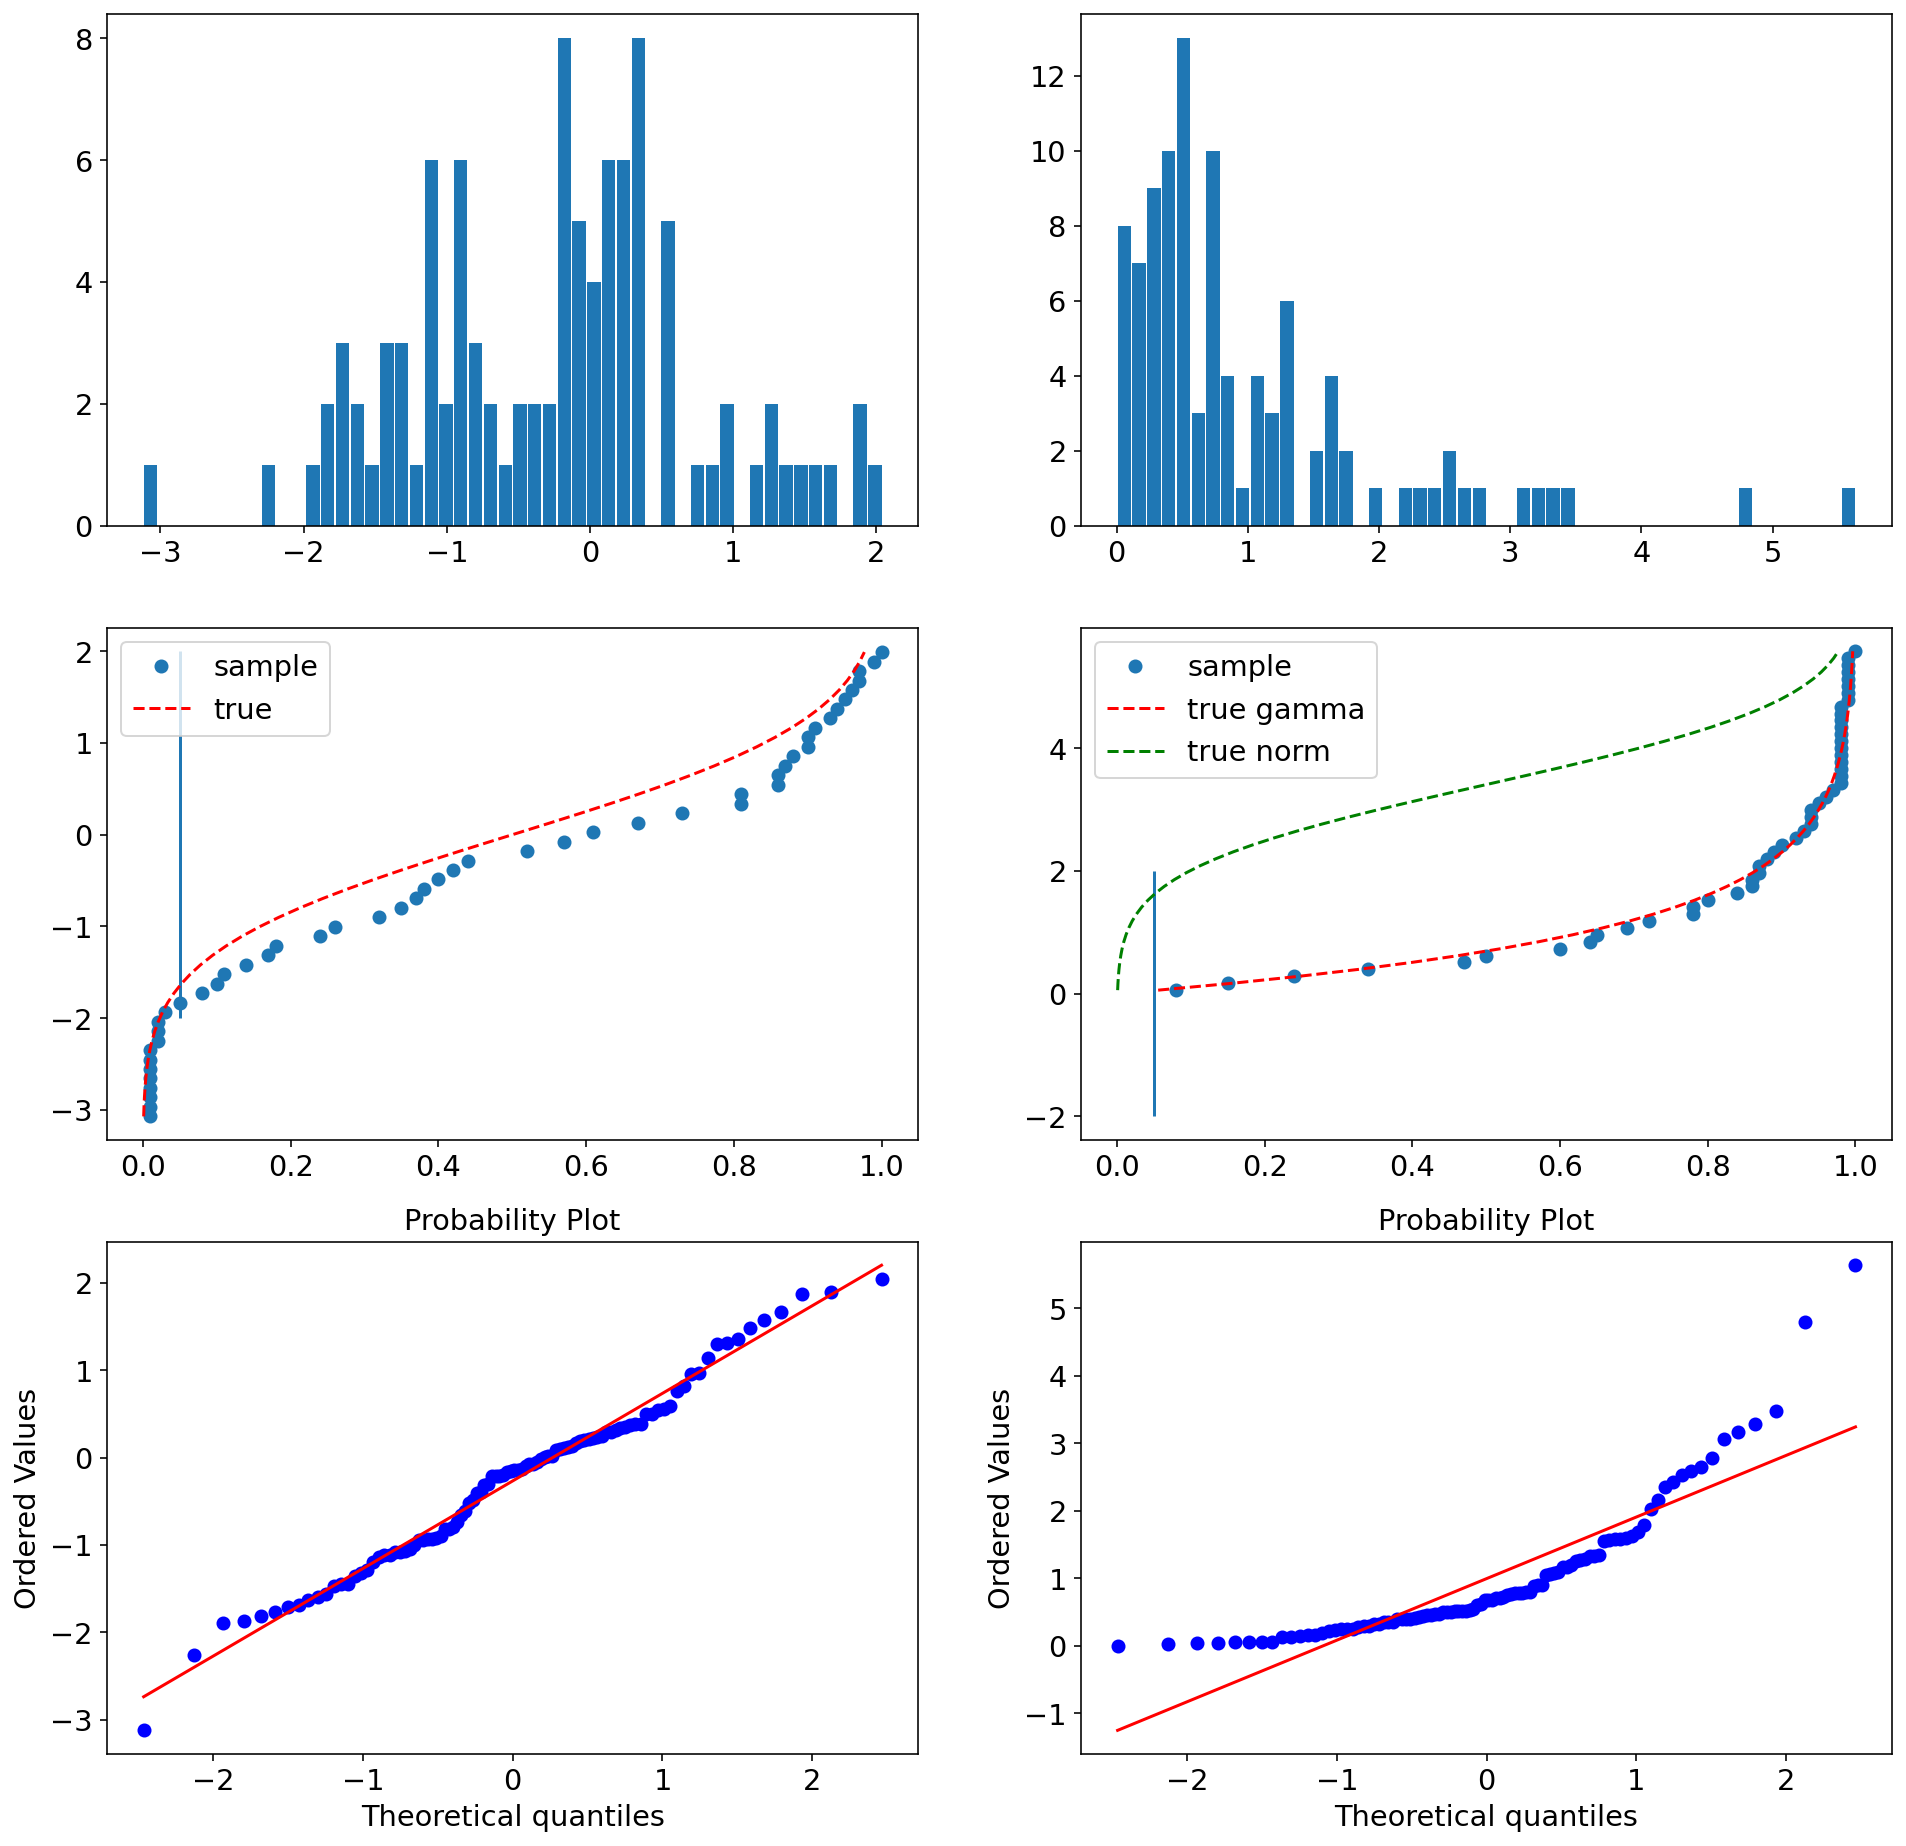 8
6
4
2
0
−3 −2 −1 0 1 2
12
10
8
6
4
2
0
0 1 2 3 4 5
sample
true
2
1
0
−1
−2
−3
0.0 0.2 0.4 0.6 0.8 1.0
sample
true gamma
true norm
4
2
0
−2
0.0 0.2 0.4 0.6 0.8 1.0
Probability Plot
Ordered Values
2
1
0
−1
−2
−3
−2 −1 0 1 2
Theoretical quantiles
Probability Plot
Ordered Values
5
4
3
2
1
0
−1
−2 −1 0 1 2
Theoretical quantiles